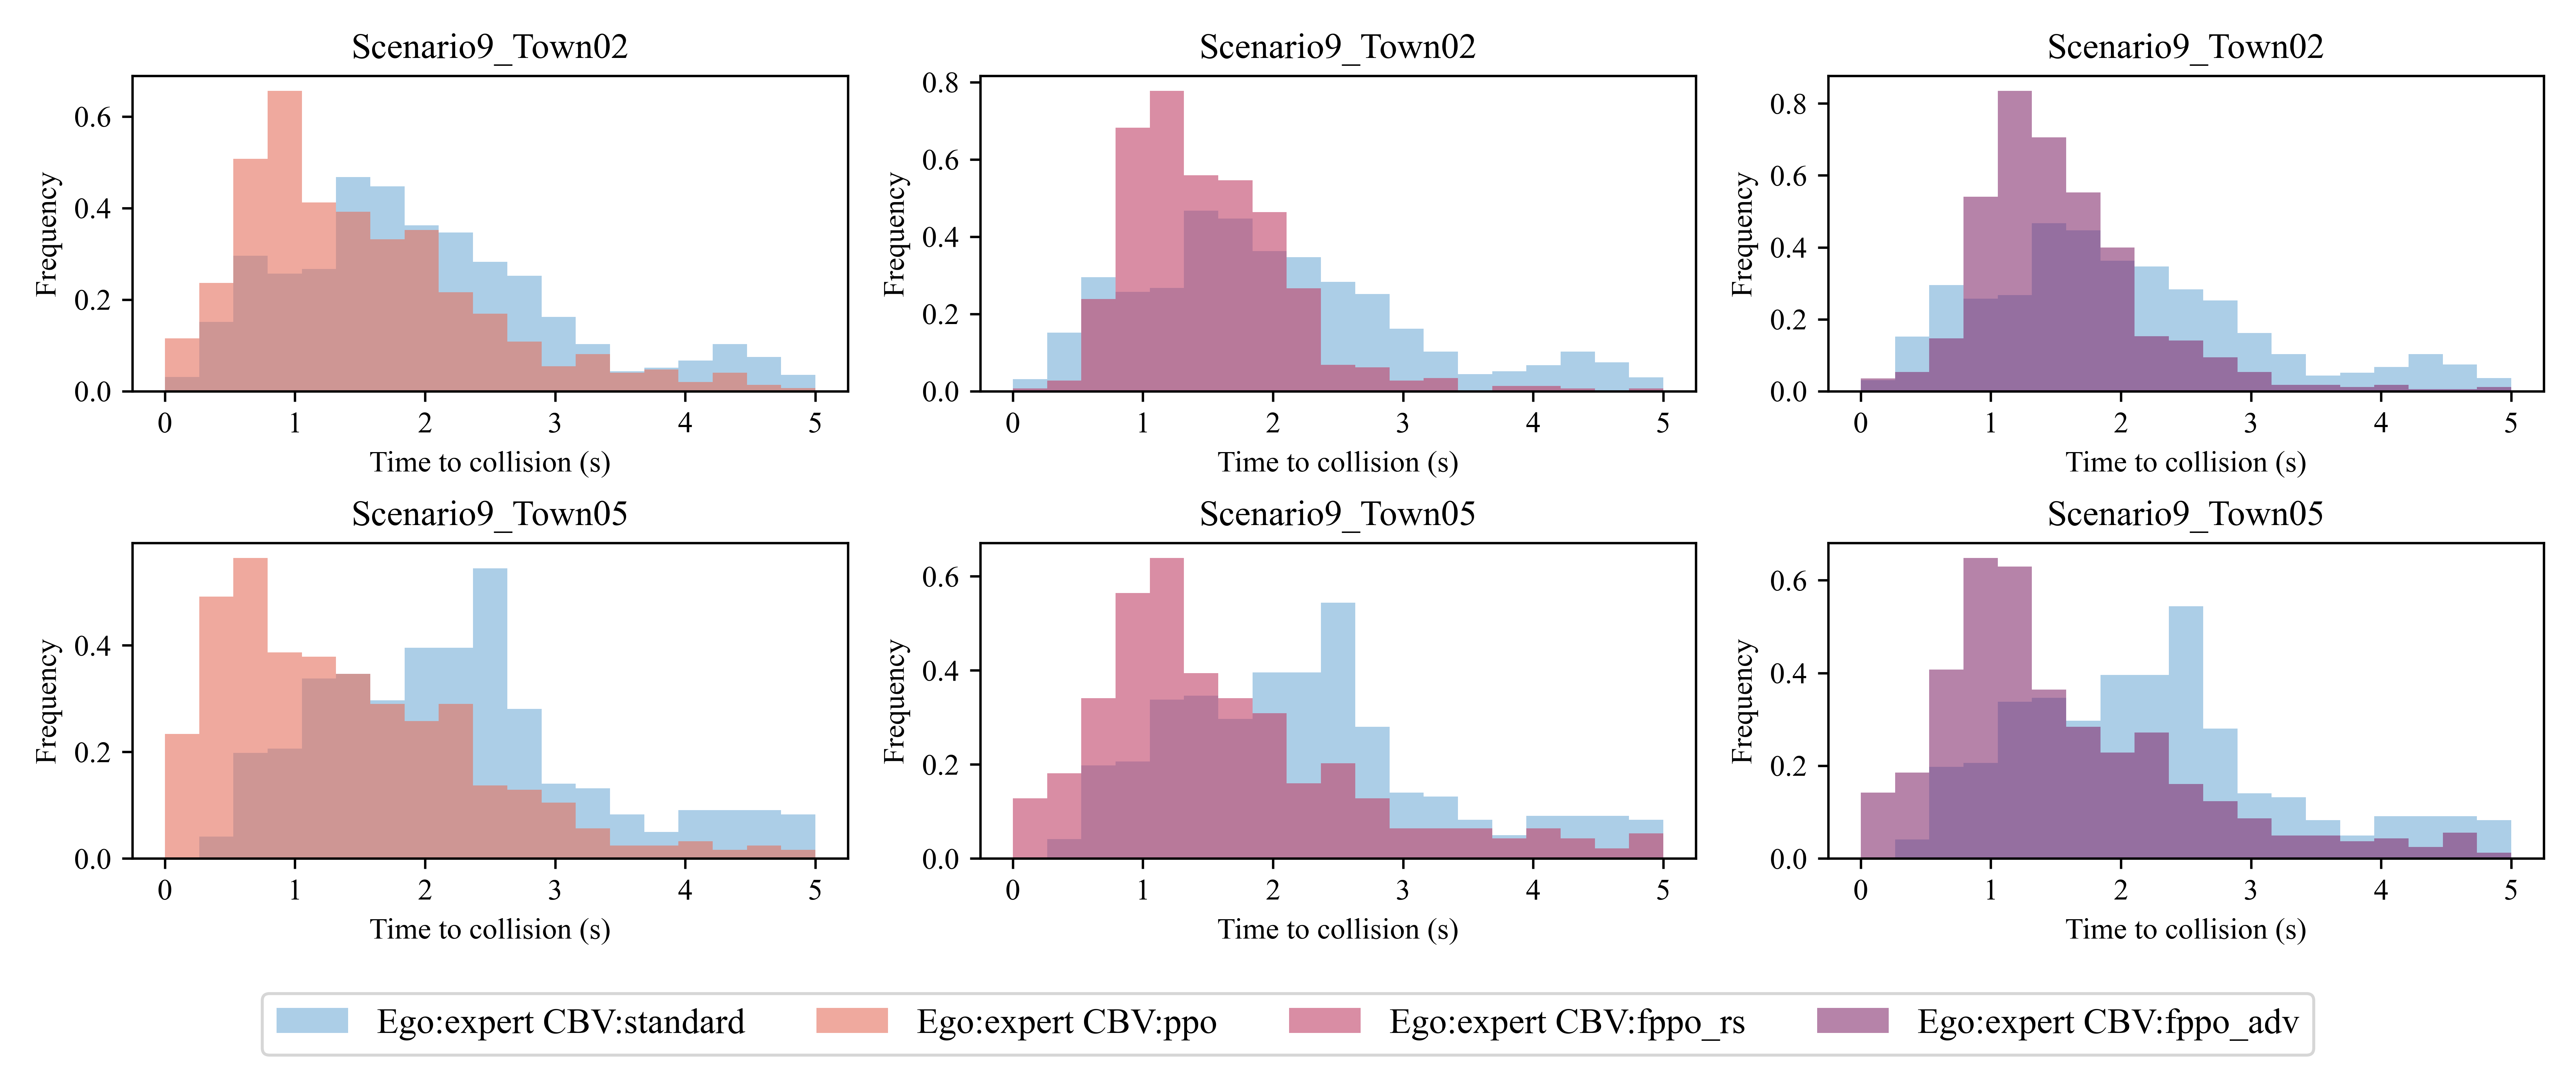 Scenario9_Town02
Scenario9_Town02
Scenario9_Town02
Frequency
0.6
0.4
0.2
0.0
0 1 2 3 4 5
Time to collision (s)
Frequency
0.8
0.6
0.4
0.2
0.0
0 1 2 3 4 5
Time to collision (s)
Frequency
0.8
0.6
0.4
0.2
0.0
0 1 2 3 4 5
Time to collision (s)
Scenario9_Town05
Scenario9_Town05
Scenario9_Town05
Frequency
0.4
0.2
0.0
0 1 2 3 4 5
Time to collision (s)
Frequency
0.6
0.4
0.2
0.0
0 1 2 3 4 5
Time to collision (s)
Frequency
0.6
0.4
0.2
0.0
0 1 2 3 4 5
Time to collision (s)
Ego:expert CBV:standard
Ego:expert CBV:ppo
Ego:expert CBV:fppo_rs
Ego:expert CBV:fppo_adv